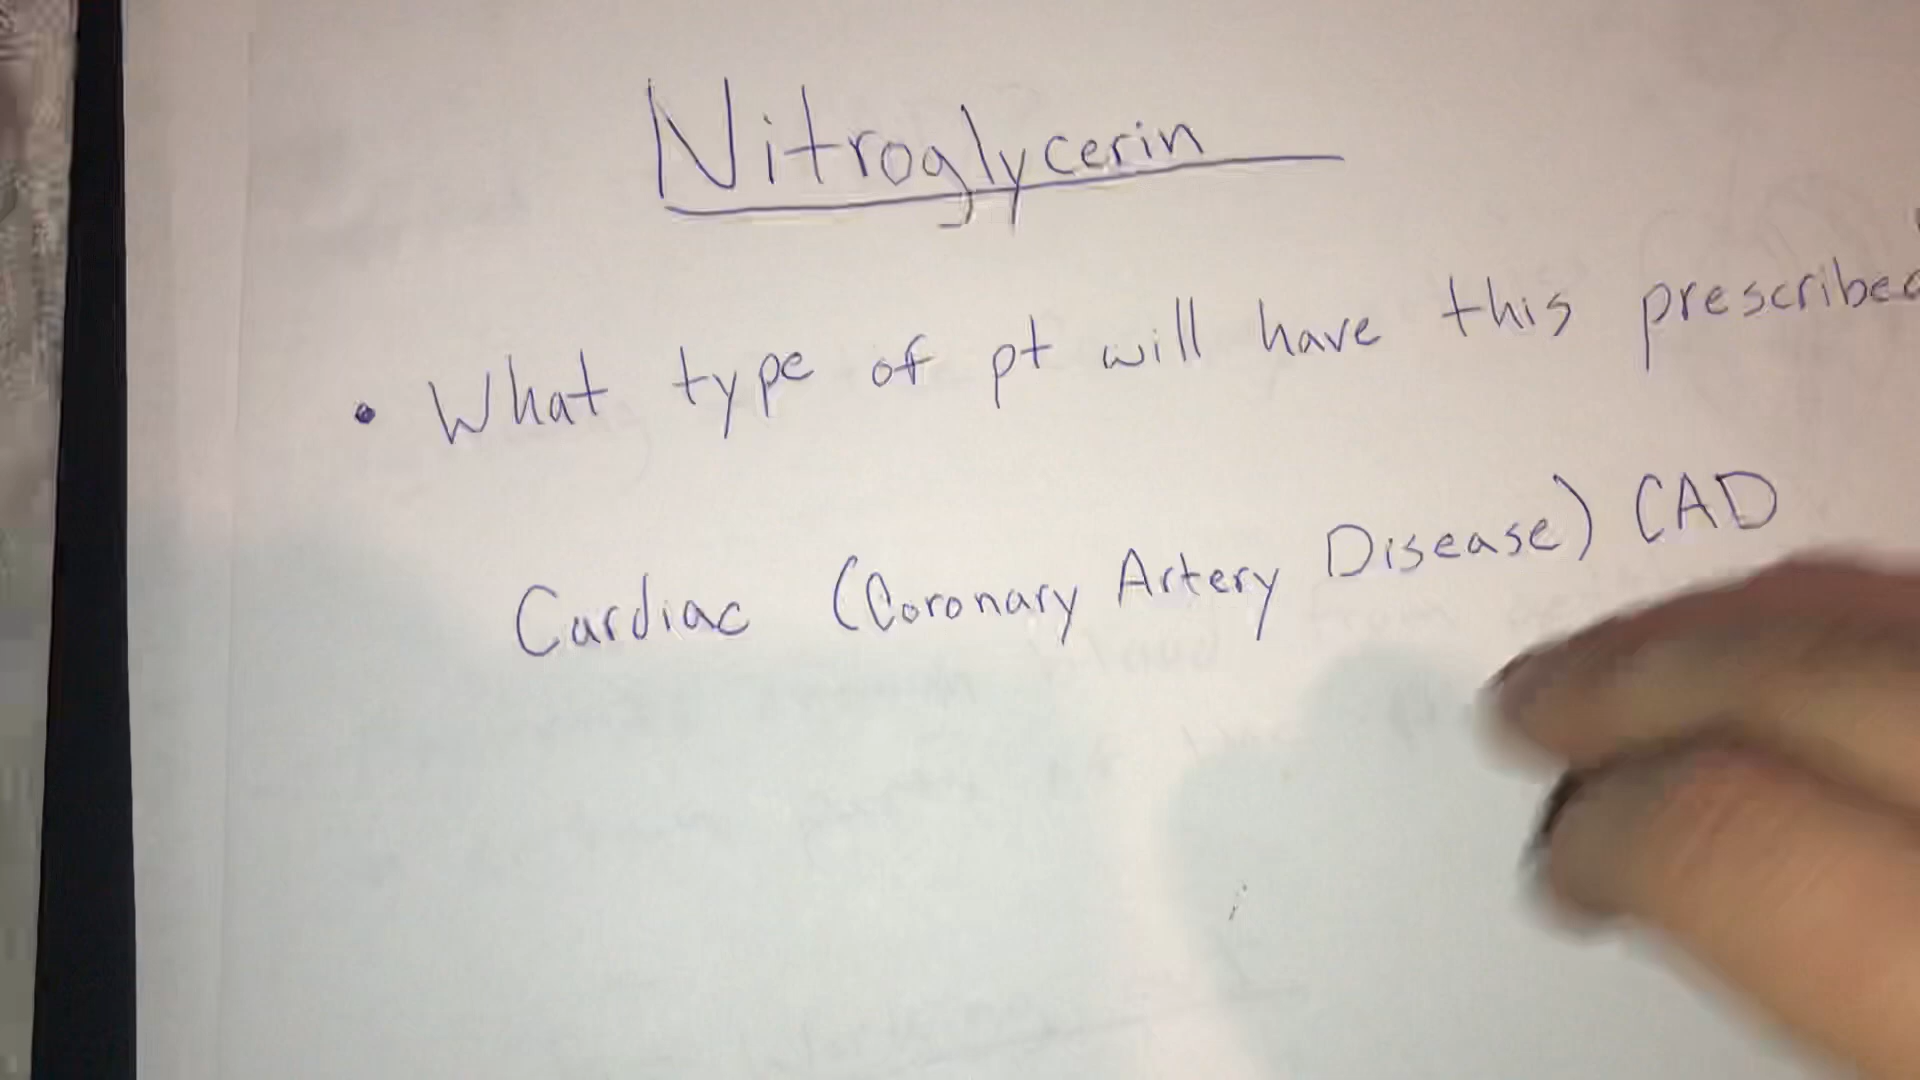 Nitroglycerin
• What type of pt will have this prescribed
Cardiac (Coronary Artery Disease) CAD